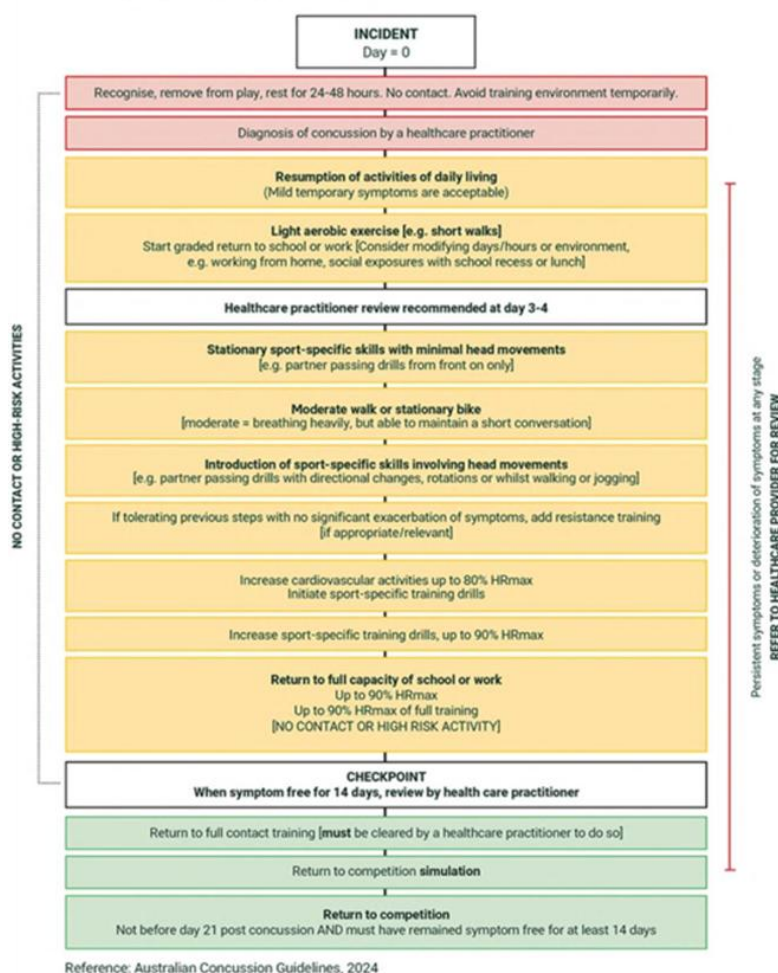 INCIDENT
Day = 0
Recognise, remove from play, rest for 24-48 hours. No contact. Avoid training environment temporarily.
Diagnosis of concussion by a healthcare practitioner
Resumption of activities of daily living
(Mild temporary symptoms are acceptable)
Light aerobic exercise [e.g. short walks]
Start graded return to school or work [Consider modifying days/hours or environment,
e.g. working from home, social exposures with school recess or lunch]
Healthcare practitioner review recommended at day 3-4
Stationary sport-specific skills with minimal head movements
[e.g. partner passing drills from front on only]
Moderate walk or stationary bike
[moderate = breathing heavily, but able to maintain a short conversation]
Introduction of sport-specific skills involving head movements
[e.g. partner passing drills with directional changes, rotations or whilst walking or jogging]
If tolerating previous steps with no significant exacerbation of symptoms, add resistance training
[if appropriate/relevant]
Increase cardiovascular activities up to 80% HRmax
Initiate sport-specific training drills
Increase sport-specific training drills, up to 90% HRmax
Return to full capacity of school or work
Up to 90% HRmax
Up to 90% HRmax of full training
[NO CONTACT OR HIGH RISK ACTIVITY]
CHECKPOINT
When symptom free for 14 days, review by health care practitioner
Return to full contact training [must be cleared by a healthcare practitioner to do so]
Return to competition simulation
Return to competition
Not before day 21 post concussion AND must have remained symptom free for at least 14 days
NO CONTACT OR HIGH-RISK ACTIVITIES
Persistent symptoms or deterioration of symptoms at any stage
REFER TO HEALTHCARE PROVIDER FOR REVIEW
Reference: Australian Concussion Guidelines, 2024